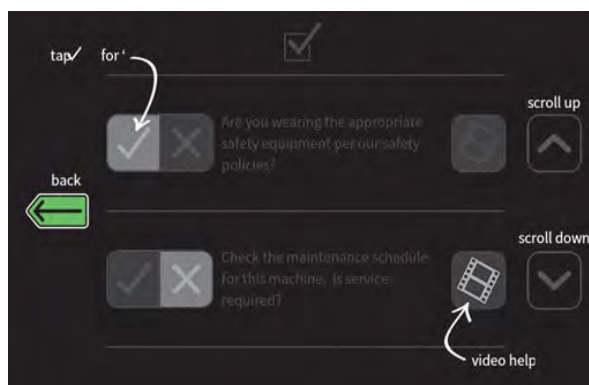 tap✓ for ‘
scroll up
Are you wearing the appropriate
safety equipment per our safety
policies?
back
scroll down
Check the maintenance schedule
for this machine. Is service
required?
video help